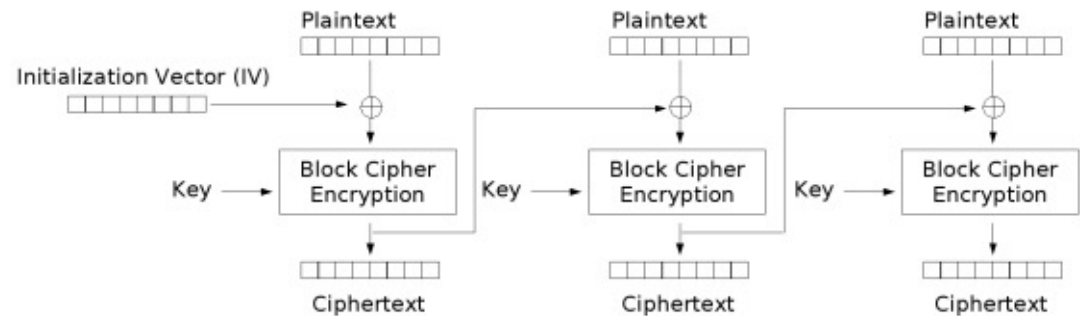 Plaintext
Plaintext
Plaintext
Initialization Vector (IV)
Key
Block Cipher
Encryption
Key
Block Cipher
Encryption
Key
Block Cipher
Encryption
Ciphertext
Ciphertext
Ciphertext